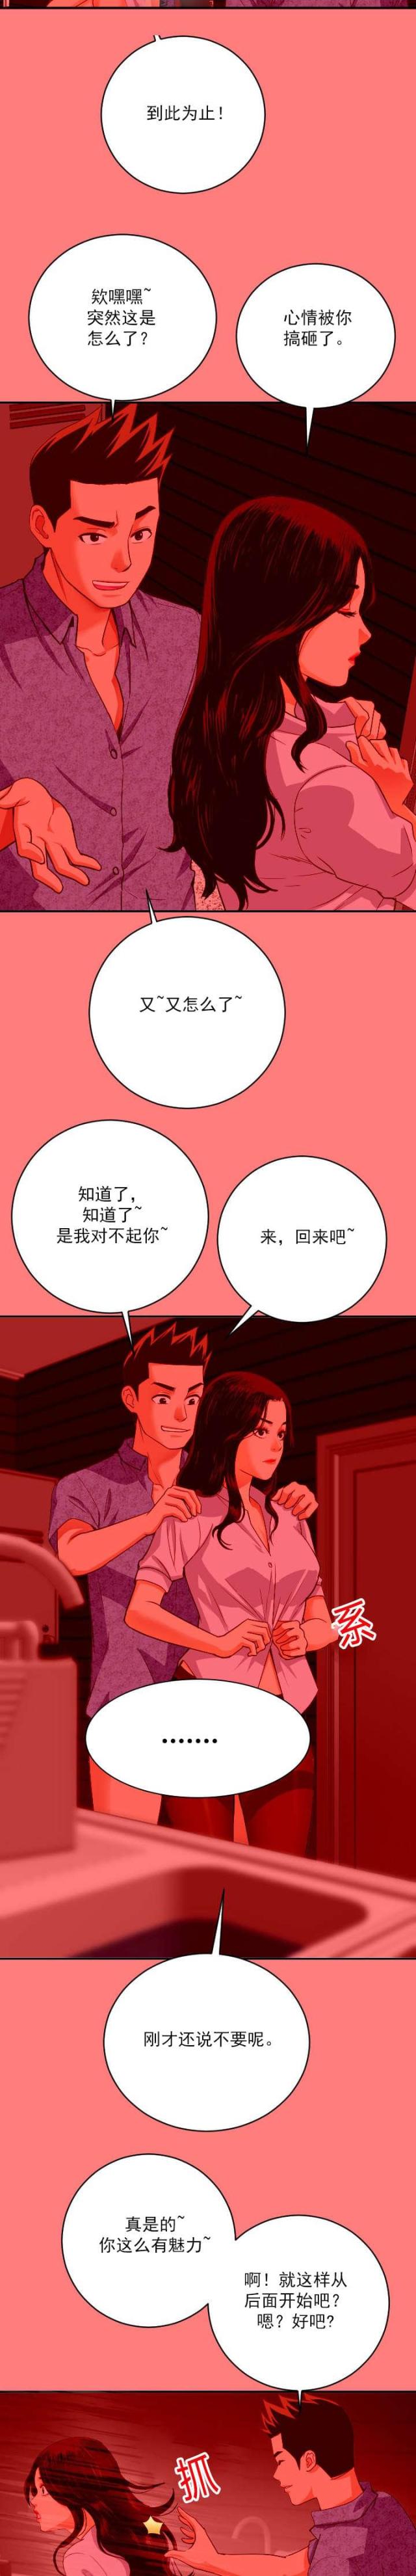 到此为止！
欸嘿嘿~
突然这是
怎么了？
心情被你
搞砸了。
又~又怎么了~
知道了，
知道了~
是我对不起你~
来，回来吧~
系
.......
刚才还说不要呢。
真是的~
你这么有魅力~
啊！就这样从
后面开始吧？
嗯？好吧?
抓